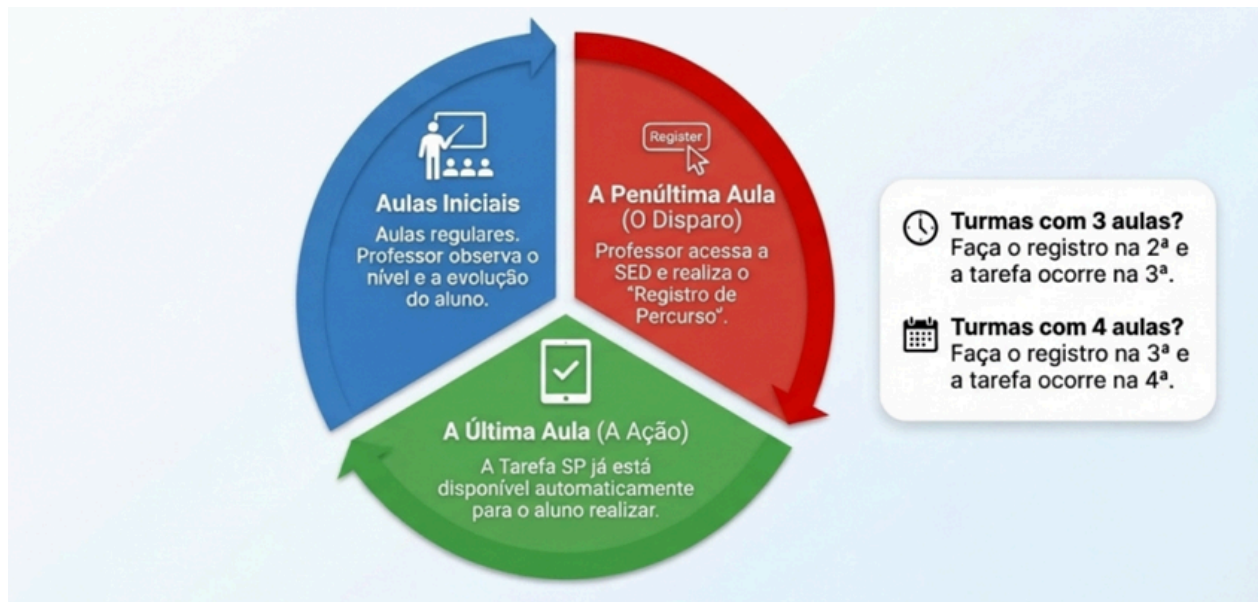 Aulas Iniciais
Aulas regulares.
Professor observa o
nível e a evolução
do aluno.
Register
A Penúltima Aula
(O Disparo)
Professor acessa a
SED e realiza o
"Registro de
Percurso".
A Última Aula (A Ação)
A Tarefa SP já está
disponível automaticamente
para o aluno realizar.
Turmas com 3 aulas?
Faça o registro na 2ª e
a tarefa ocorre na 3ª.
Turmas com 4 aulas?
Faça o registro na 3ª e
a tarefa ocorre na 4ª.